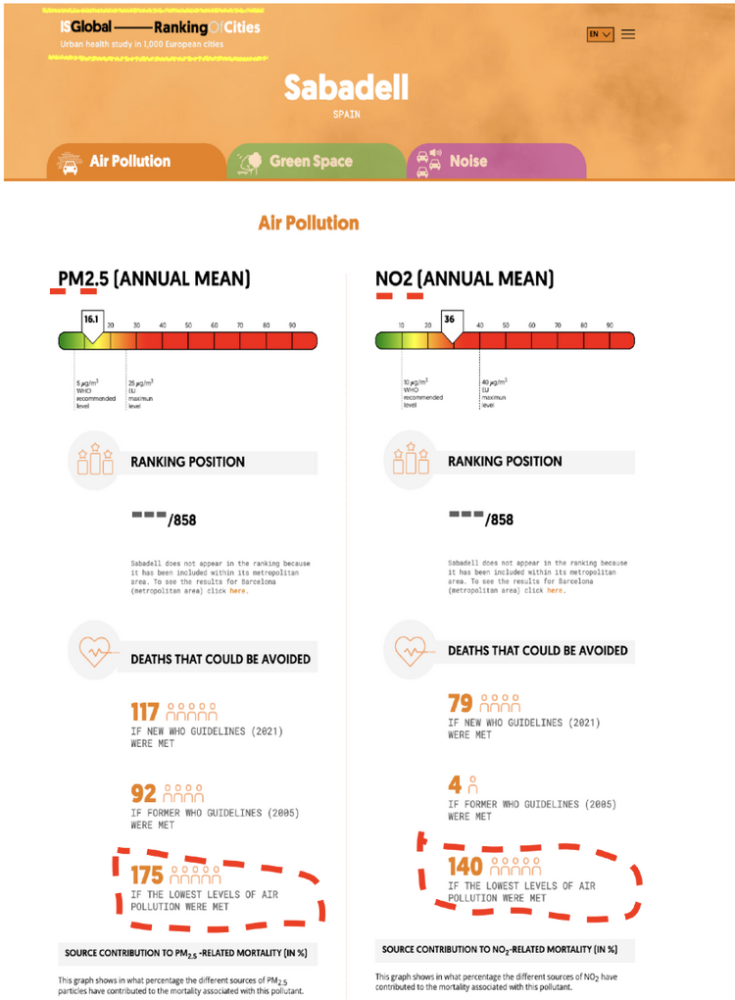 ISGlobal RankingOfCities
Urban health study in 1,000 European cities
EN
Sabadell
SPAIN
Air Pollution
Green Space
Noise
Air Pollution
PM2.5 (ANNUAL MEAN)
16.1
20 30 40 50 60 70 80 90
5 µg/m³
WHO
recommended
level
25 µg/m³
EU
maximun
level
RANKING POSITION
---/858
Sabadell does not appear in the ranking because
it has been included within its metropolitan
area. To see the results for Barcelona
(metropolitan area) click here.
DEATHS THAT COULD BE AVOIDED
117
IF NEW WHO GUIDELINES (2021)
WERE MET
92
IF FORMER WHO GUIDELINES (2005)
WERE MET
175
IF THE LOWEST LEVELS OF AIR
POLLUTION WERE MET
SOURCE CONTRIBUTION TO PM2.5 -RELATED MORTALITY (IN %)
This graph shows in what percentage the different sources of PM2.5
particles have contributed to the mortality associated with this pollutant.
NO2 (ANNUAL MEAN)
36
10 20 40 50 60 70 80 90
10 µg/m³
WHO
recommended
level
40 µg/m³
EU
maximun
level
RANKING POSITION
---/858
Sabadell does not appear in the ranking because
it has been included within its metropolitan
area. To see the results for Barcelona
(metropolitan area) click here.
DEATHS THAT COULD BE AVOIDED
79
IF NEW WHO GUIDELINES (2021)
WERE MET
4
IF FORMER WHO GUIDELINES (2005)
WERE MET
140
IF THE LOWEST LEVELS OF AIR
POLLUTION WERE MET
SOURCE CONTRIBUTION TO NO2-RELATED MORTALITY (IN %)
This graph shows in what percentage the different sources of NO2 have
contributed to the mortality associated with this pollutant.